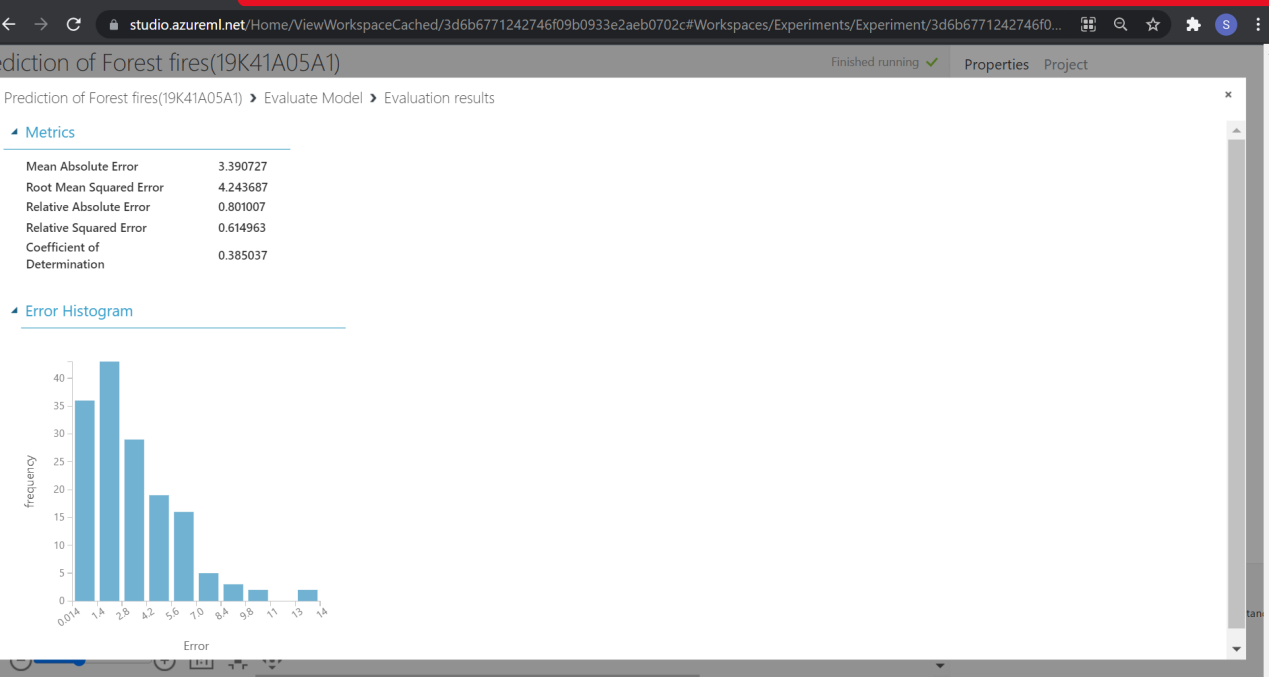 studio.azureml.net/Home/ViewWorkspaceCached/3d6b6771242746f09b0933e2aeb0702c#Workspaces/Experiments/Experiment/3d6b6771242746f0...
S
ediction of Forest fires(19K41A05A1)
Finished running
Properties Project
Prediction of Forest fires(19K41A05A1) > Evaluate Model > Evaluation results
×
Metrics
Mean Absolute Error 3.390727
Root Mean Squared Error 4.243687
Relative Absolute Error 0.801007
Relative Squared Error 0.614963
Coefficient of
Determination 0.385037
Error Histogram
40
35
30
25
20
15
10
5
0
frequency
0.014 1.4 2.8 4.2 5.6 7.0 8.4 9.8 11 13 14
Error
1:1